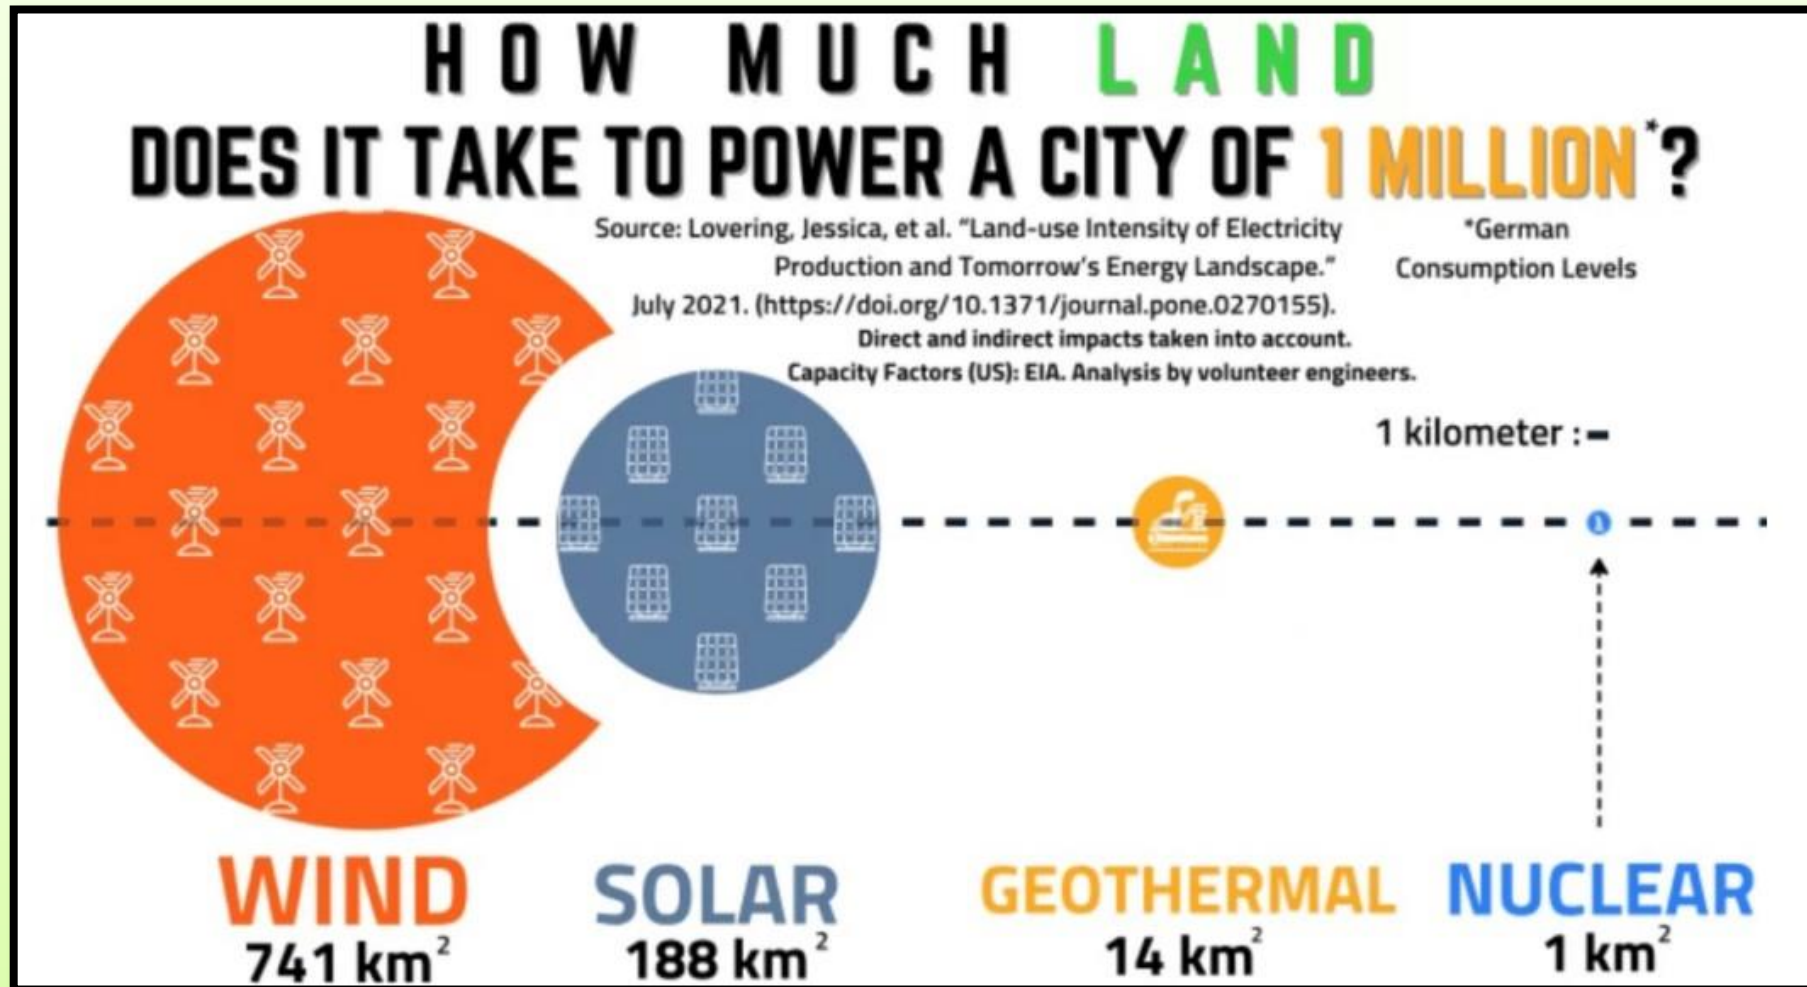 HOW MUCH LAND
DOES IT TAKE TO POWER A CITY OF 1 MILLION*?
Source: Lovering, Jessica, et al. "Land-use Intensity of Electricity
Production and Tomorrow's Energy Landscape."
July 2021. (https://doi.org/10.1371/journal.pone.0270155).
Direct and indirect impacts taken into account.
Capacity Factors (US): EIA. Analysis by volunteer engineers.
*German
Consumption Levels
1 kilometer :
WIND
741 km²
SOLAR
188 km²
GEOTHERMAL
14 km²
NUCLEAR
1 km²